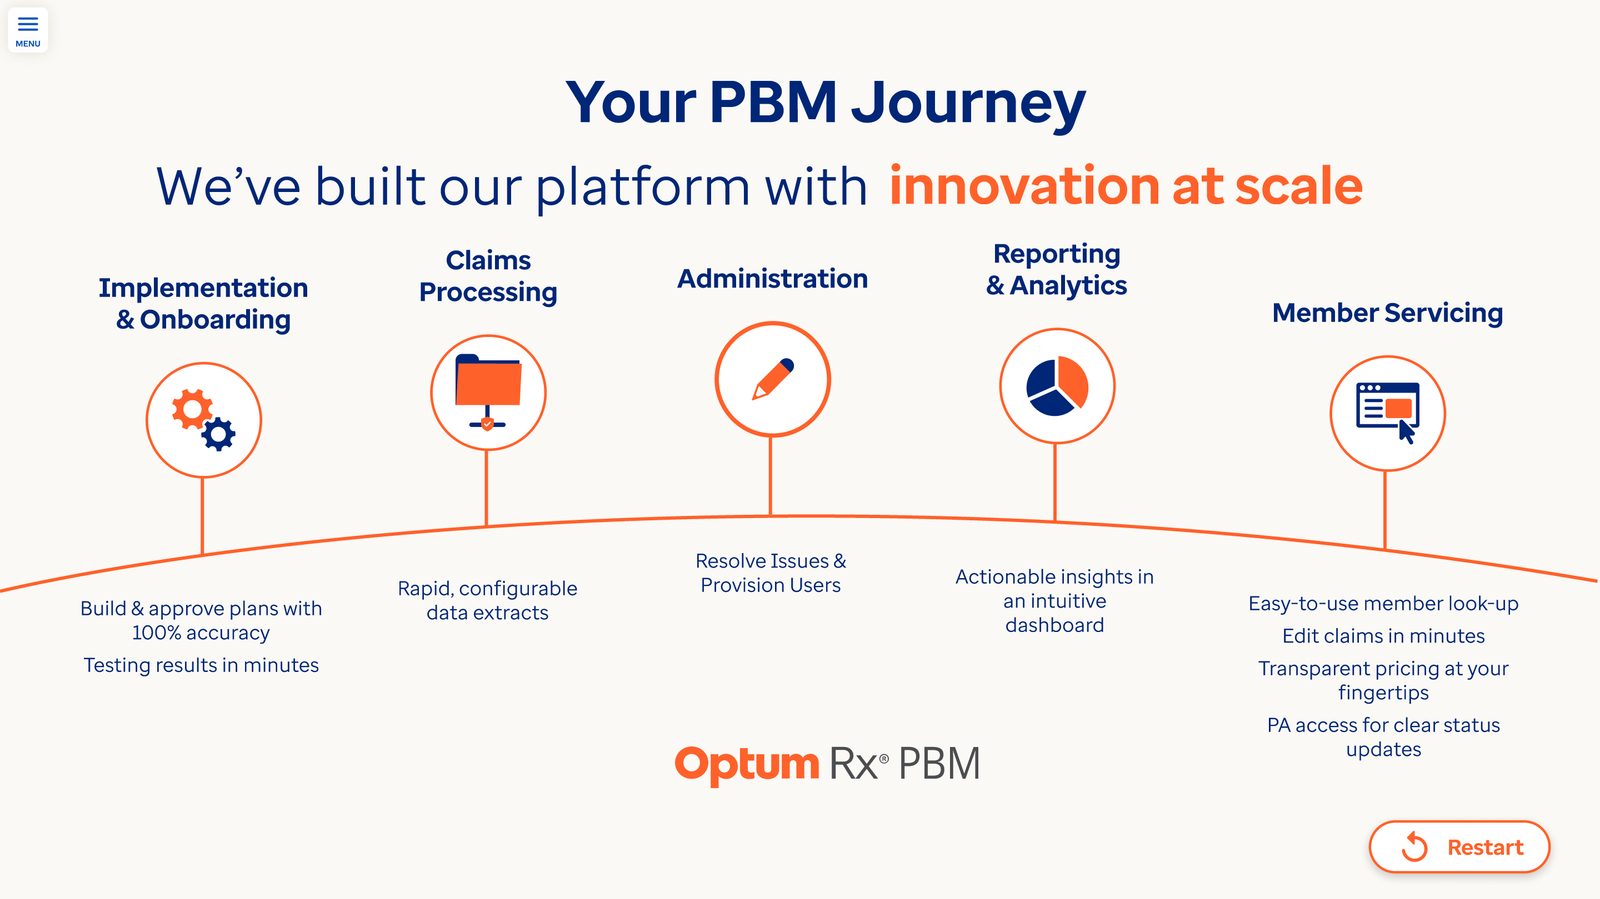 MENU
Your PBM Journey
We’ve built our platform with innovation at scale
Implementation
& Onboarding
Claims
Processing
Administration
Reporting
& Analytics
Member Servicing
Build & approve plans with
100% accuracy
Testing results in minutes
Rapid, configurable
data extracts
Resolve Issues &
Provision Users
Actionable insights in
an intuitive
dashboard
Easy-to-use member look-up
Edit claims in minutes
Transparent pricing at your
fingertips
PA access for clear status
updates
Optum Rx® PBM
Restart